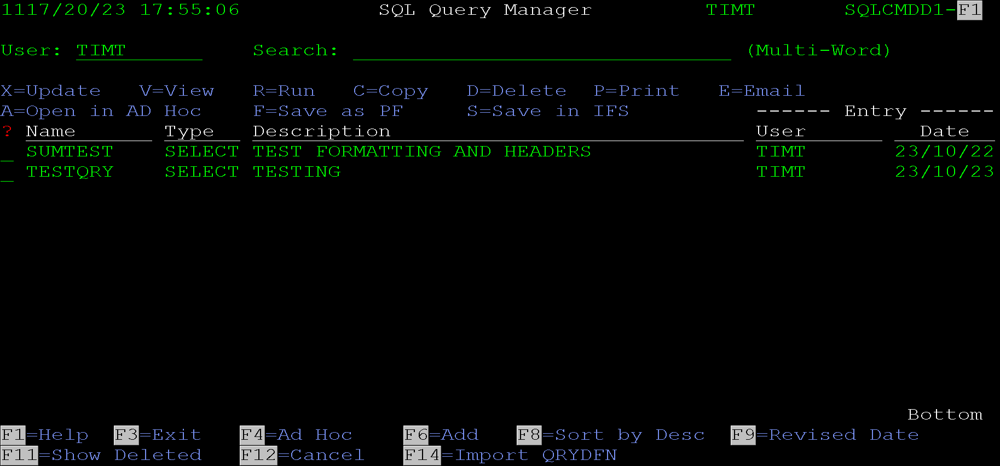 1117/20/23 17:55:06 SQL Query Manager TIMT SQLCMDD1-F1
User: TIMT Search: (Multi-Word)
X=Update V=View R=Run C=Copy D=Delete P=Print E=Email
A=Open in AD Hoc F=Save as PF S=Save in IFS ------ Entry ------
? Name Type Description User Date
_ SUMTEST SELECT TEST FORMATTING AND HEADERS TIMT 23/10/22
_ TESTQRY SELECT TESTING TIMT 23/10/23
Bottom
F1=Help F3=Exit F4=Ad Hoc F6=Add F8=Sort by Desc F9=Revised Date
F11=Show Deleted F12=Cancel F14=Import QRYDFN